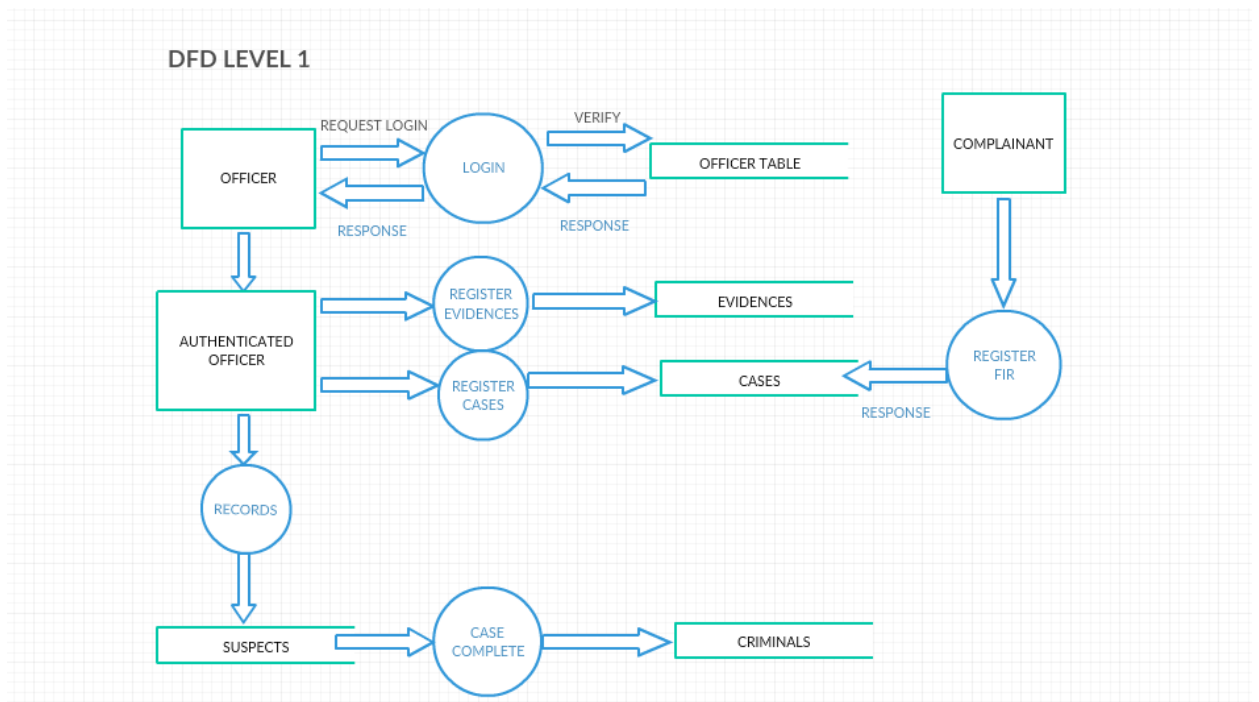 DFD LEVEL 1
REQUEST LOGIN
VERIFY
OFFICER
LOGIN
OFFICER TABLE
COMPLAINANT
RESPONSE
RESPONSE
AUTHENTICATED
OFFICER
REGISTER
EVIDENCES
EVIDENCES
REGISTER
CASES
CASES
REGISTER
FIR
RESPONSE
RECORDS
SUSPECTS
CASE
COMPLETE
CRIMINALS